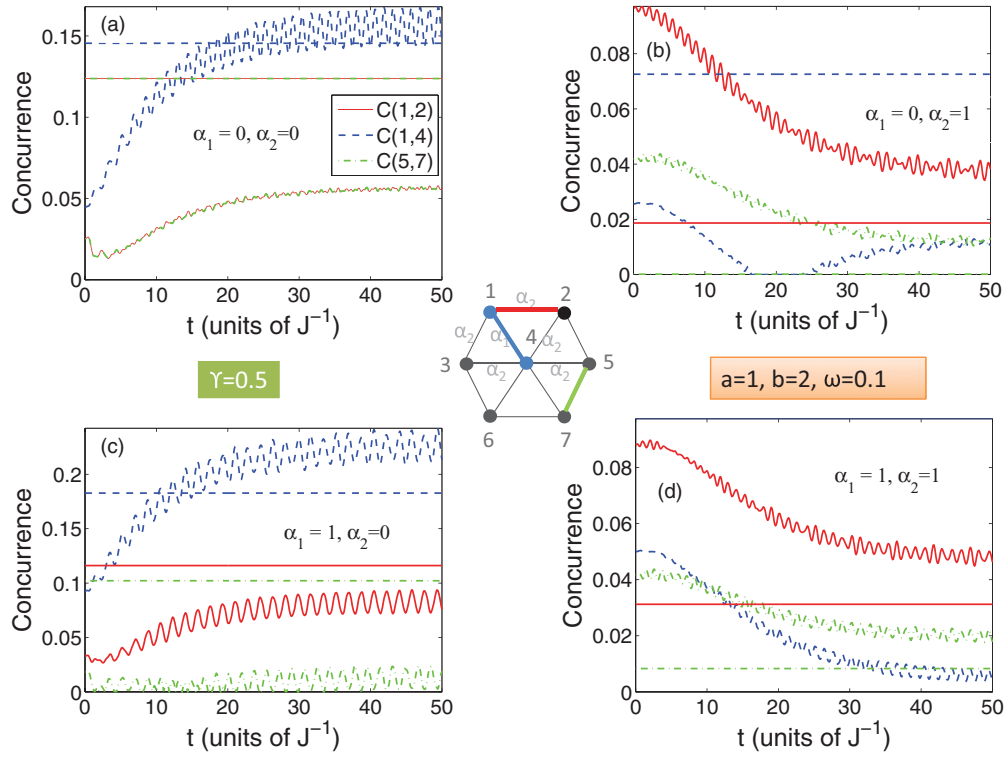 (a)
Concurrence
0.15
0.1
0.05
0
α₁ = 0, α₂=0
C(1,2)
C(1,4)
C(5,7)
0 10 20 30 40 50
t (units of J⁻¹)
(b)
Concurrence
0.08
0.06
0.04
0.02
0
α₁ = 0, α₂=1
0 10 20 30 40 50
t (units of J⁻¹)
1 α₂ 2
α₂ α₁ 4 α₂
3 α₂ α₂ 5
6 7
ϒ=0.5
a=1, b=2, ω=0.1
(c)
Concurrence
0.2
0.15
0.1
0.05
0
α₁ = 1, α₂=0
0 10 20 30 40 50
t (units of J⁻¹)
(d)
Concurrence
0.08
0.06
0.04
0.02
0
α₁ = 1, α₂=1
0 10 20 30 40 50
t (units of J⁻¹)